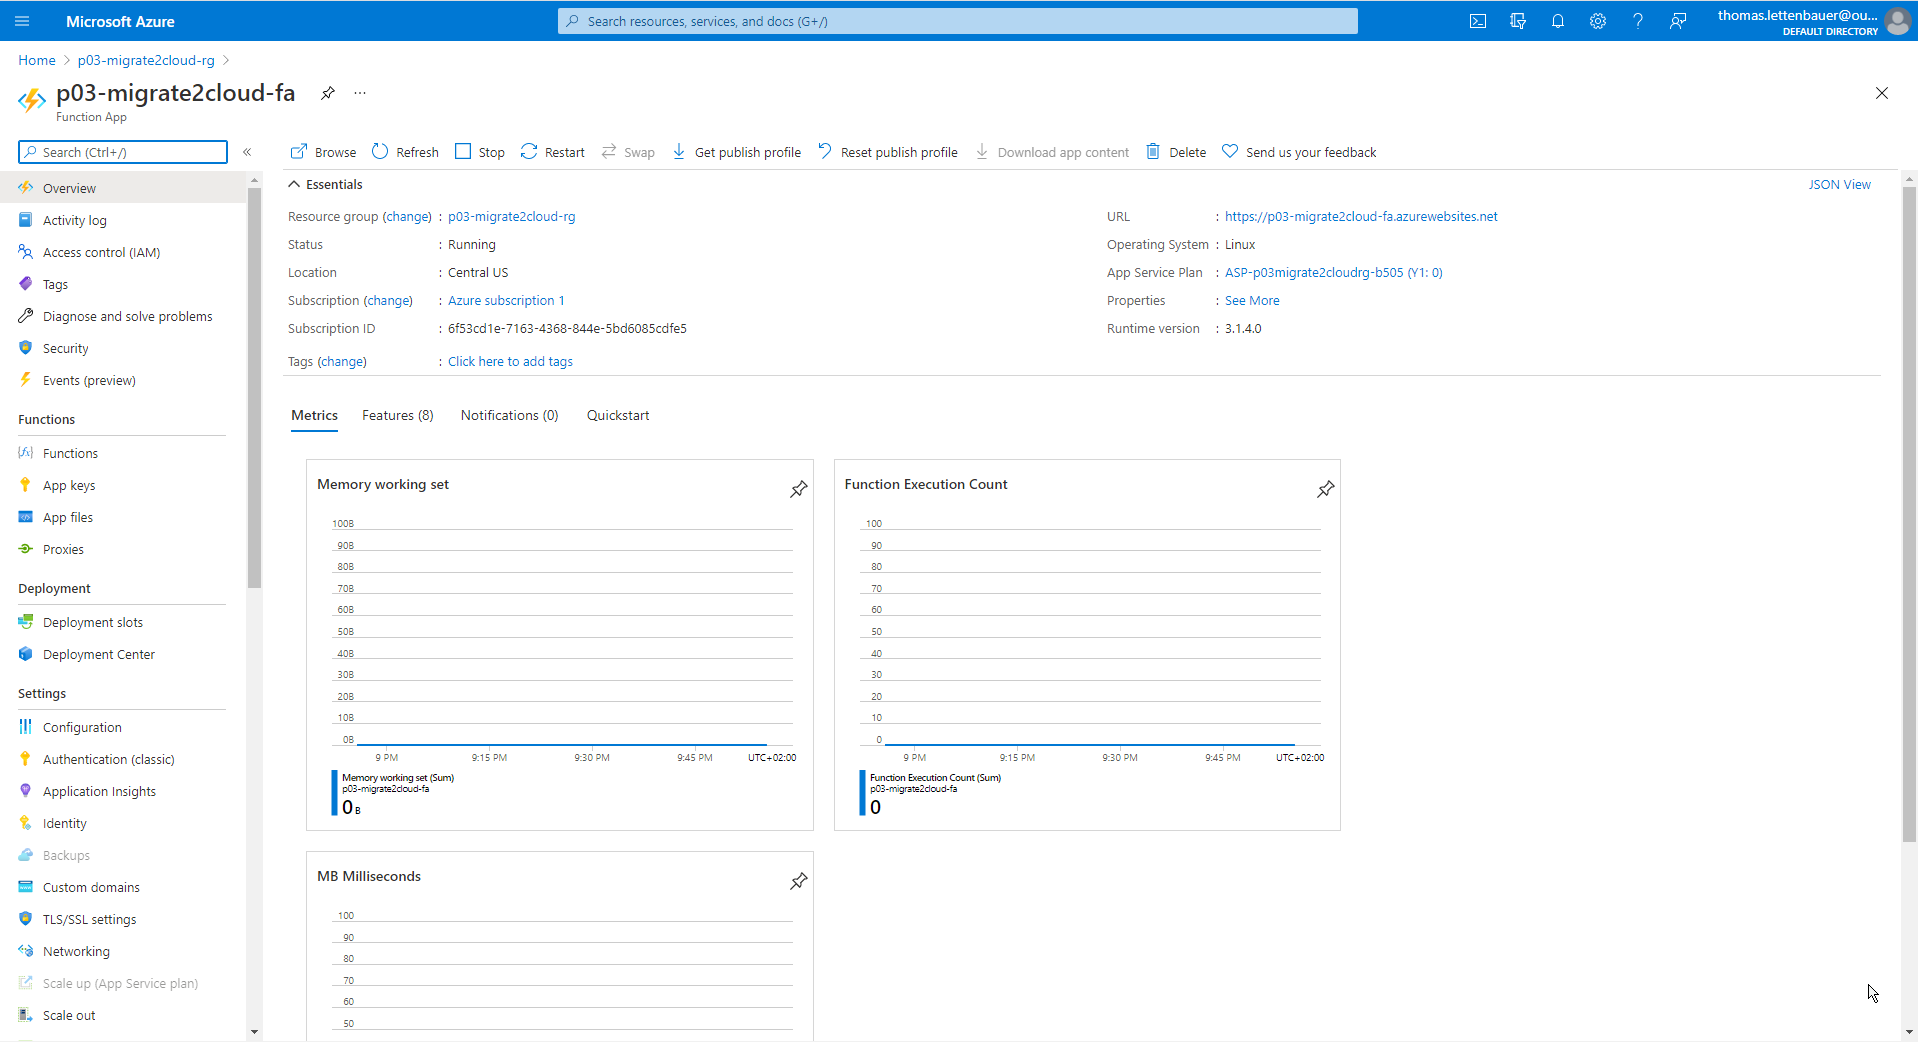 Microsoft Azure
Search resources, services, and docs (G+/)
thomas.lettenbauer@ou...
DEFAULT DIRECTORY
Home > p03-migrate2cloud-rg >
p03-migrate2cloud-fa
Function App
Search (Ctrl+/)
Browse Refresh Stop Restart Swap Get publish profile Reset publish profile Download app content Delete Send us your feedback
Overview
Activity log
Access control (IAM)
Tags
Diagnose and solve problems
Security
Events (preview)
Functions
Functions
App keys
App files
Proxies
Deployment
Deployment slots
Deployment Center
Settings
Configuration
Authentication (classic)
Application Insights
Identity
Backups
Custom domains
TLS/SSL settings
Networking
Scale up (App Service plan)
Scale out
Essentials
JSON View
Resource group (change) : p03-migrate2cloud-rg
Status : Running
Location : Central US
Subscription (change) : Azure subscription 1
Subscription ID : 6f53cd1e-7163-4368-844e-5bd6085cdfe5
Tags (change) : Click here to add tags
URL : https://p03-migrate2cloud-fa.azurewebsites.net
Operating System : Linux
App Service Plan : ASP-p03migrate2cloudrg-b505 (Y1: 0)
Properties : See More
Runtime version : 3.1.4.0
Metrics Features (8) Notifications (0) Quickstart
Memory working set
100B
90B
80B
70B
60B
50B
40B
30B
20B
10B
0B
9 PM 9:15 PM 9:30 PM 9:45 PM UTC+02:00
Memory working set (Sum)
p03-migrate2cloud-fa
0 B
Function Execution Count
100
90
80
70
60
50
40
30
20
10
0
9 PM 9:15 PM 9:30 PM 9:45 PM UTC+02:00
Function Execution Count (Sum)
p03-migrate2cloud-fa
0
MB Milliseconds
100
90
80
70
60
50